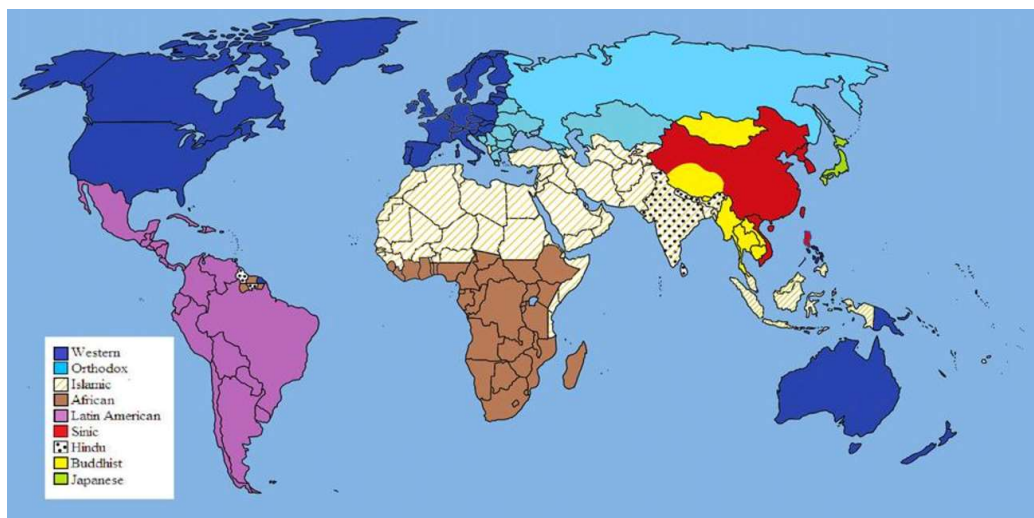 Western
Orthodox
Islamic
African
Latin American
Sinic
Hindu
Buddhist
Japanese